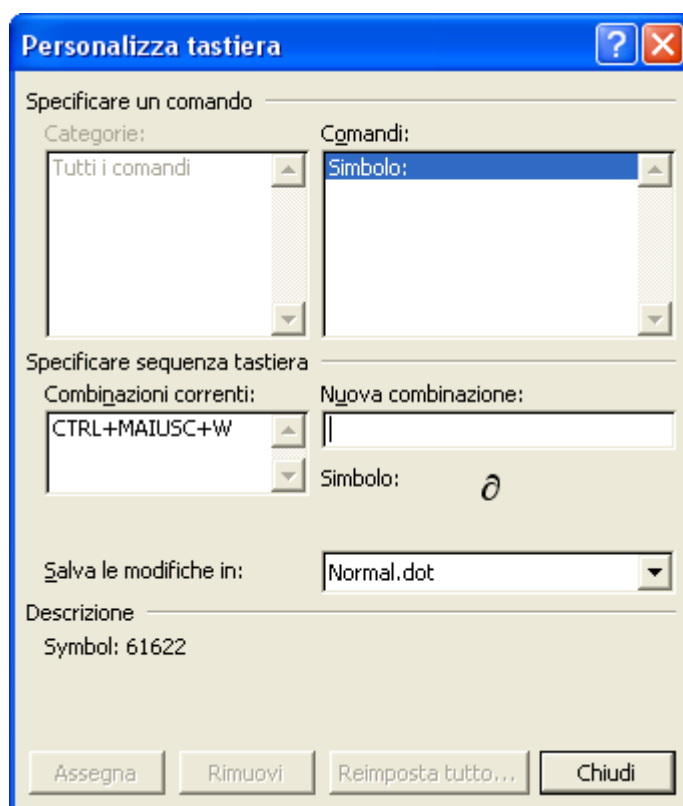 Personalizza tastiera
Specificare un comando
Categorie: Comandi:
Tutti i comandi Simbolo:
Specificare sequenza tastiera
Combinazioni correnti: Nuova combinazione:
CTRL+MAIUSC+W
Simbolo: ∂
Salva le modifiche in: Normal.dot
Descrizione
Symbol: 61622
Assegna Rimuovi Reimposta tutto... Chiudi